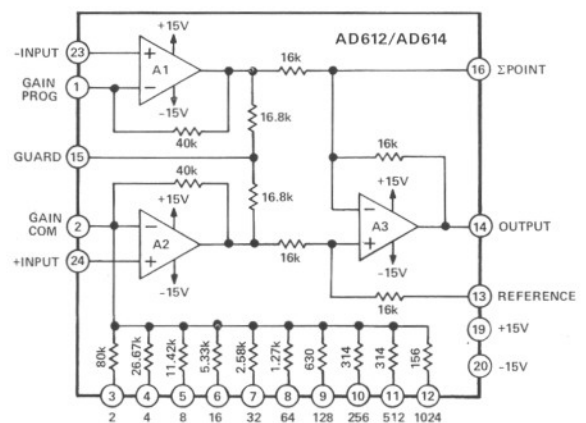 AD612/AD614
-INPUT 23
+15V
A1
-15V
16k
16 ΣPOINT
GAIN PROG 1
40k
16.8k
16k
GUARD 15
40k
16.8k
+15V
A3
-15V
14 OUTPUT
GAIN COM 2
+15V
A2
-15V
+INPUT 24
16k
16k
13 REFERENCE
19 +15V
20 -15V
80k 26.67k 11.42k 5.33k 2.58k 1.27k 630 314 314 156
3 4 5 6 7 8 9 10 11 12
2 4 8 16 32 64 128 256 512 1024